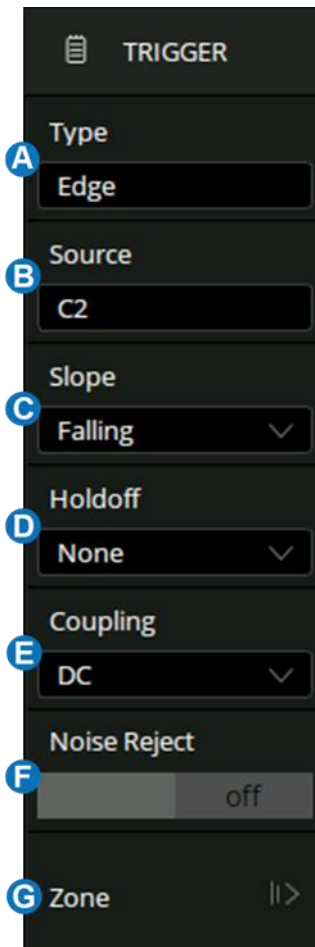 TRIGGER
Type
A
Edge
Source
B
C2
Slope
C
Falling
Holdoff
D
None
Coupling
E
DC
Noise Reject
F
off
G Zone